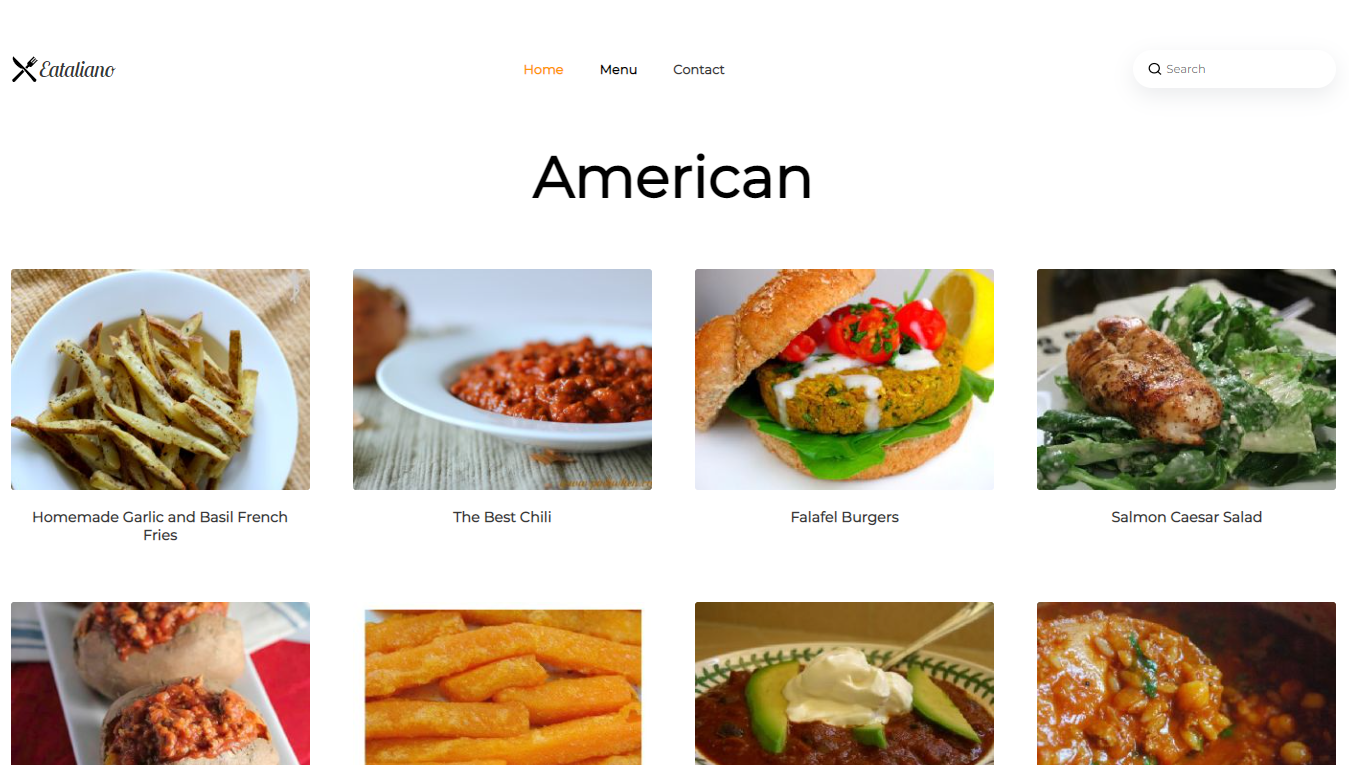 Eataliano
Home
Menu
Contact
Search
American
Homemade Garlic and Basil French
Fries
The Best Chili
Falafel Burgers
Salmon Caesar Salad